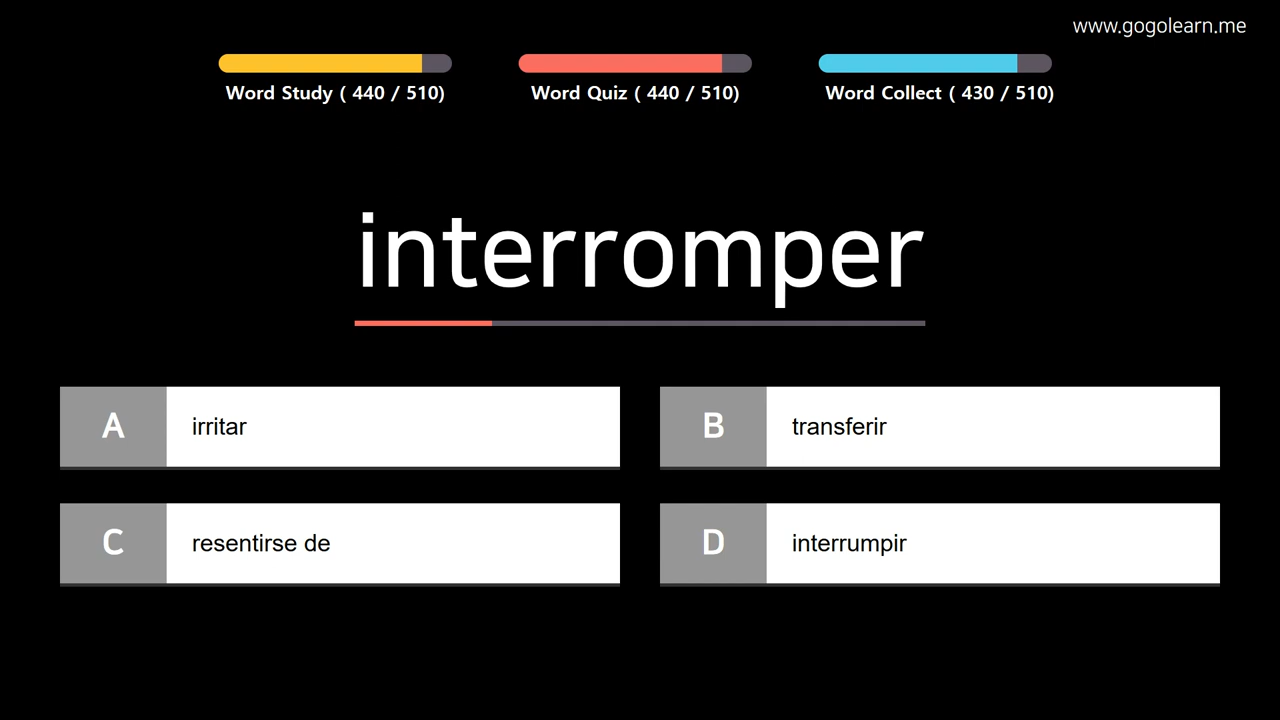 www.gogolearn.me
Word Study ( 440 / 510)
Word Quiz ( 440 / 510)
Word Collect ( 430 / 510)
interromper
A irritar
B transferir
C resentirse de
D interrumpir